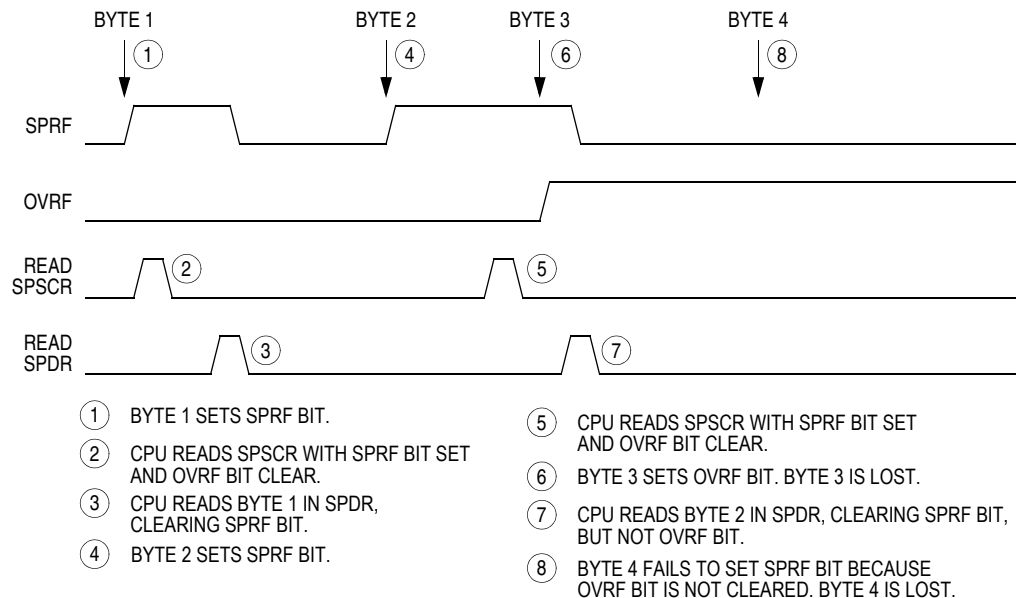 BYTE 1
BYTE 2
BYTE 3
BYTE 4
1
4
6
8
SPRF
OVRF
READ
SPSCR
2
5
READ
SPDR
3
7
1 BYTE 1 SETS SPRF BIT.
2 CPU READS SPSCR WITH SPRF BIT SET
AND OVRF BIT CLEAR.
3 CPU READS BYTE 1 IN SPDR,
CLEARING SPRF BIT.
4 BYTE 2 SETS SPRF BIT.
5 CPU READS SPSCR WITH SPRF BIT SET
AND OVRF BIT CLEAR.
6 BYTE 3 SETS OVRF BIT. BYTE 3 IS LOST.
7 CPU READS BYTE 2 IN SPDR, CLEARING SPRF BIT,
BUT NOT OVRF BIT.
8 BYTE 4 FAILS TO SET SPRF BIT BECAUSE
OVRF BIT IS NOT CLEARED. BYTE 4 IS LOST.